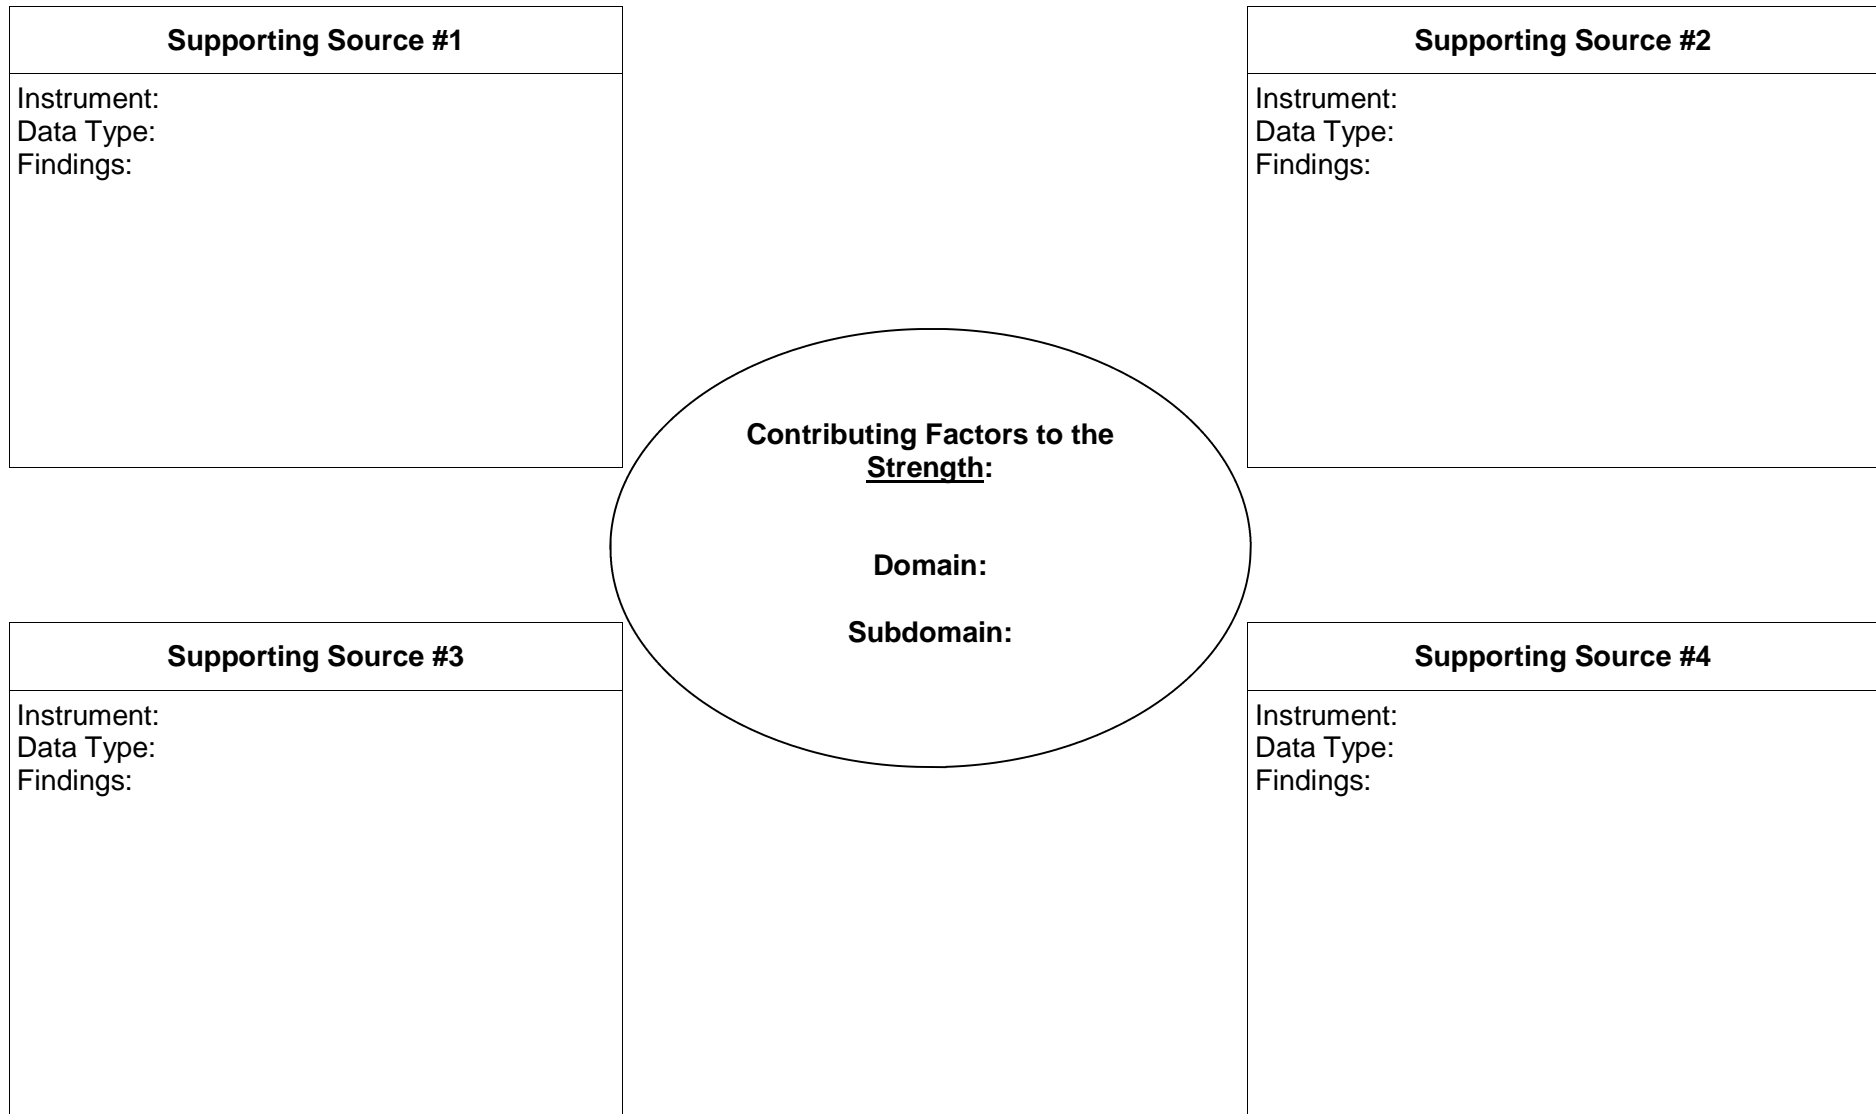 Supporting Source #1
Instrument:
Data Type:
Findings:
Supporting Source #2
Instrument:
Data Type:
Findings:
Contributing Factors to the
Strength:
Domain:
Subdomain:
Supporting Source #3
Instrument:
Data Type:
Findings:
Supporting Source #4
Instrument:
Data Type:
Findings: